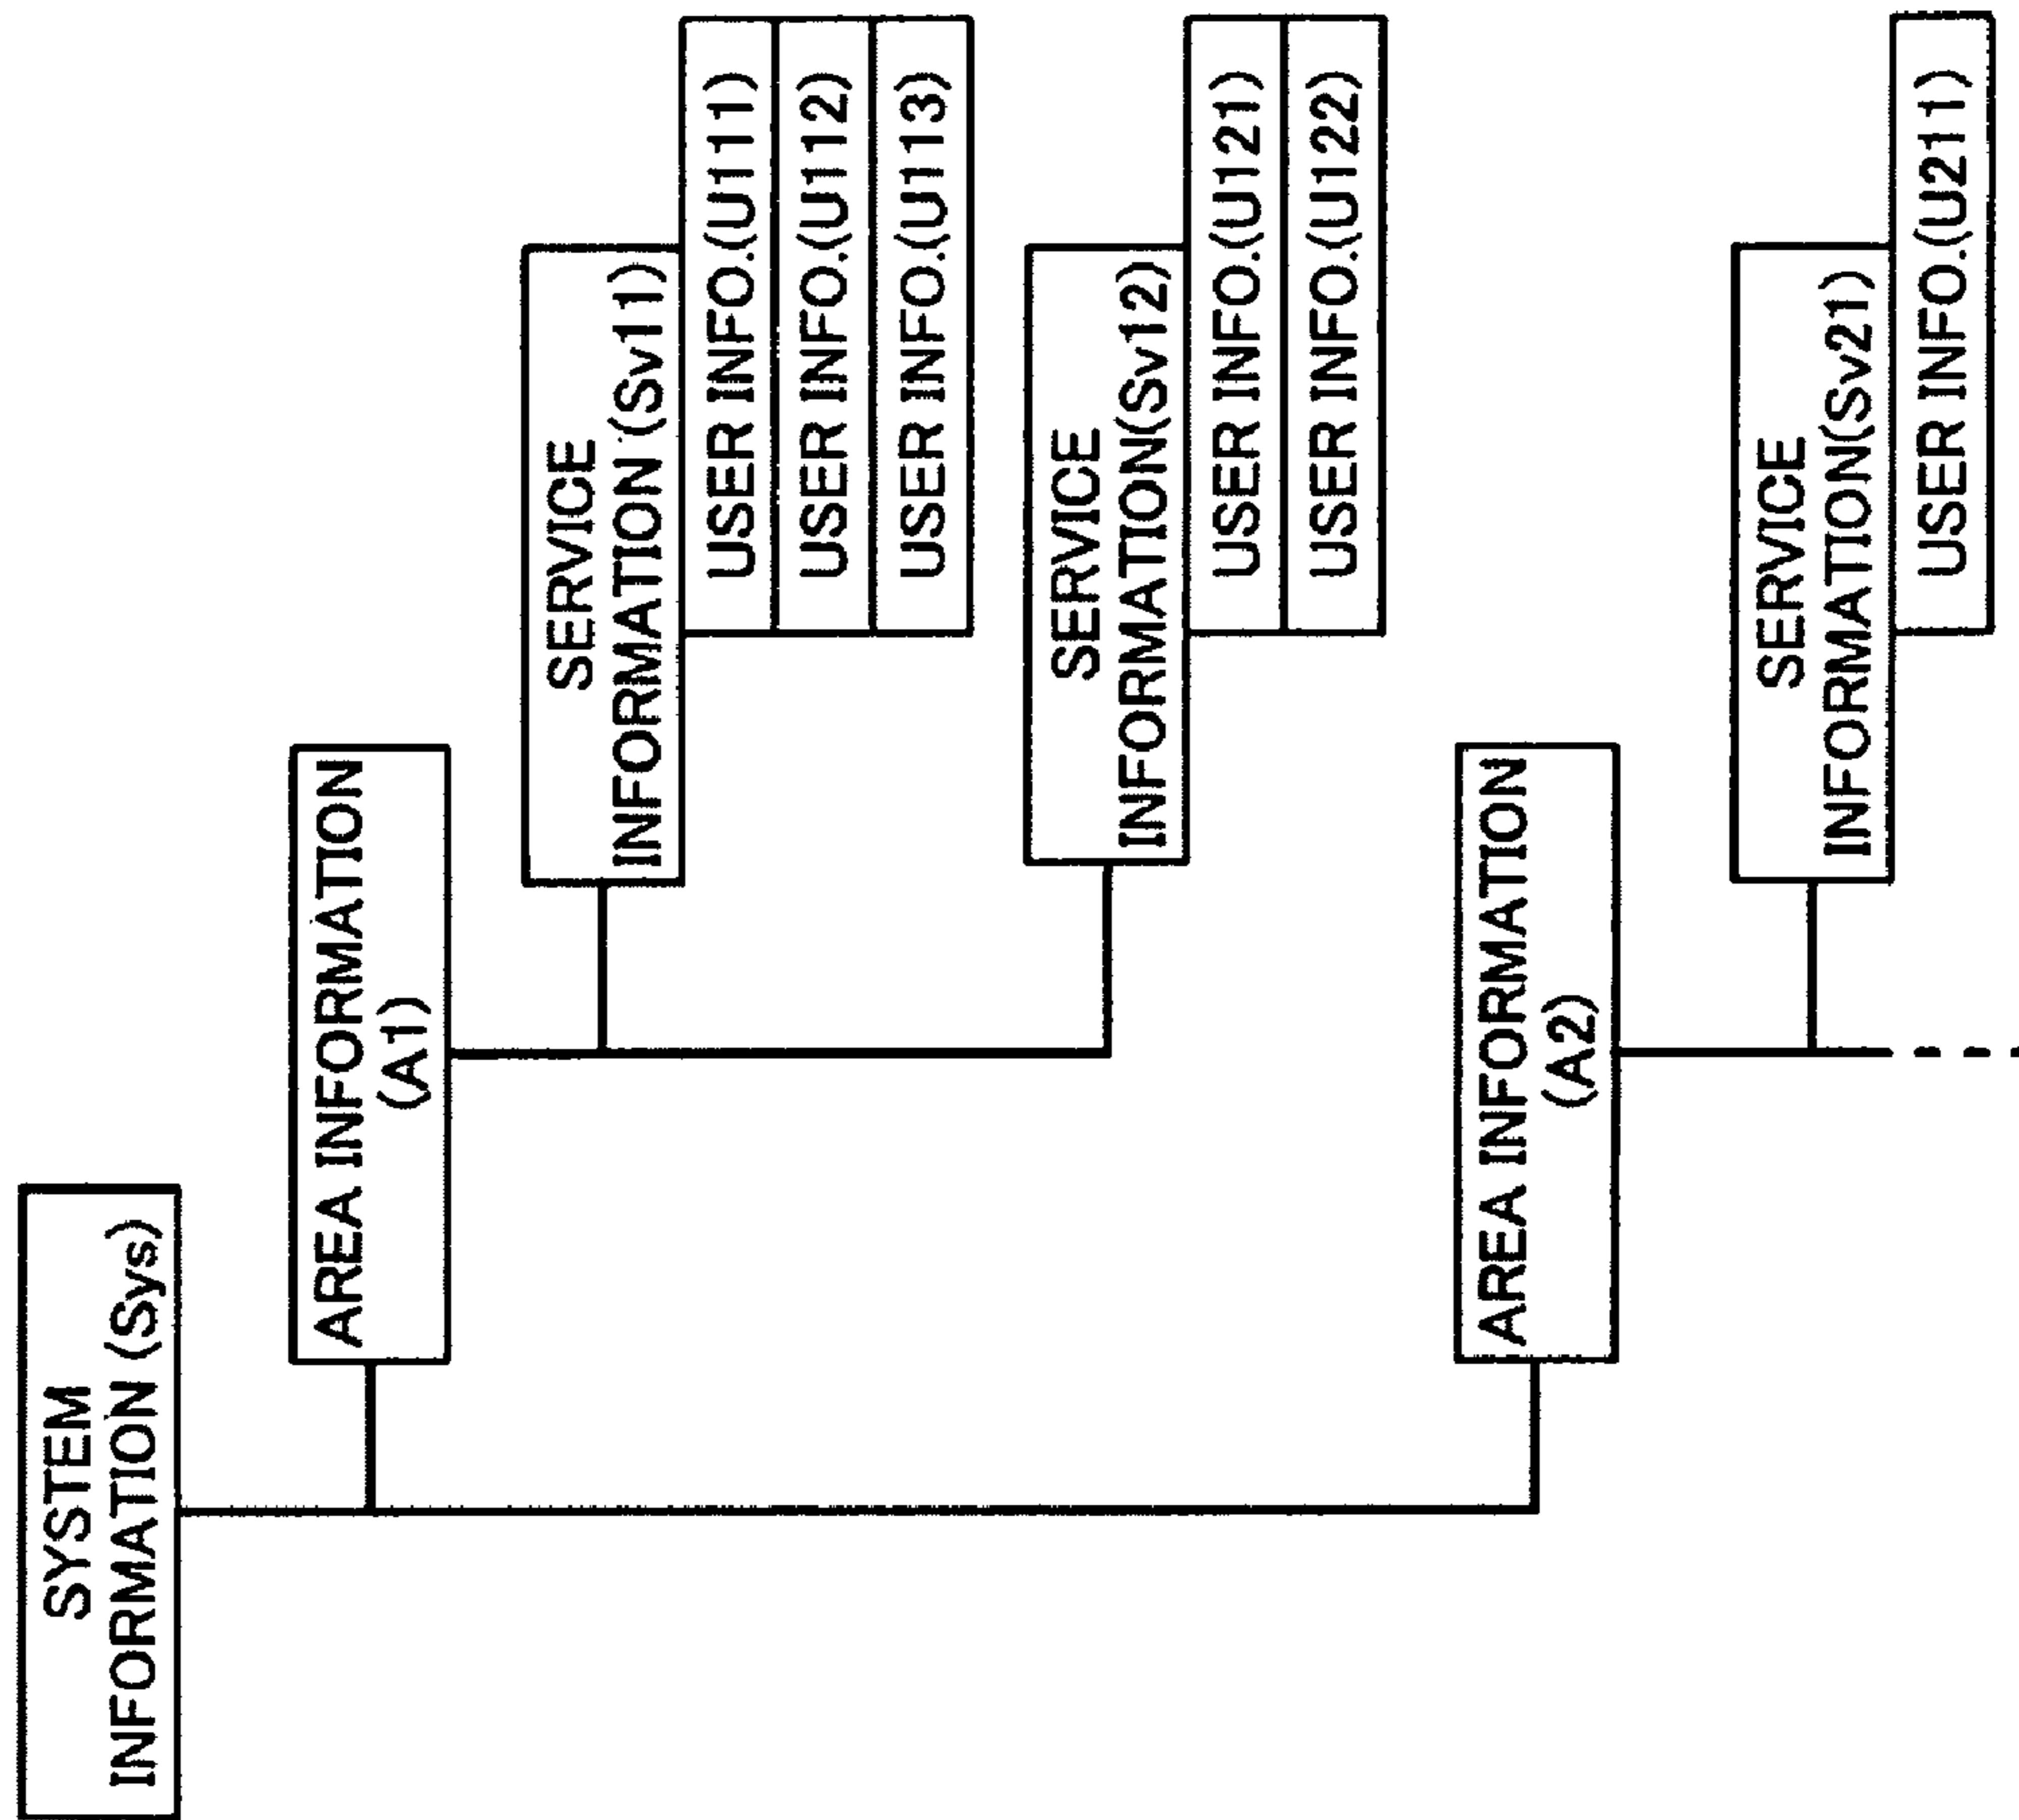 SYSTEM
INFORMATION (Sys)
AREA INFORMATION
(A1)
SERVICE
INFORMATION (Sv11)
USER INFO.(U111)
USER INFO.(U112)
USER INFO.(U113)
SERVICE
INFORMATION(Sv12)
USER INFO.(U121)
USER INFO.(U122)
AREA INFORMATION
(A2)
SERVICE
INFORMATION(Sv21)
USER INFO.(U211)